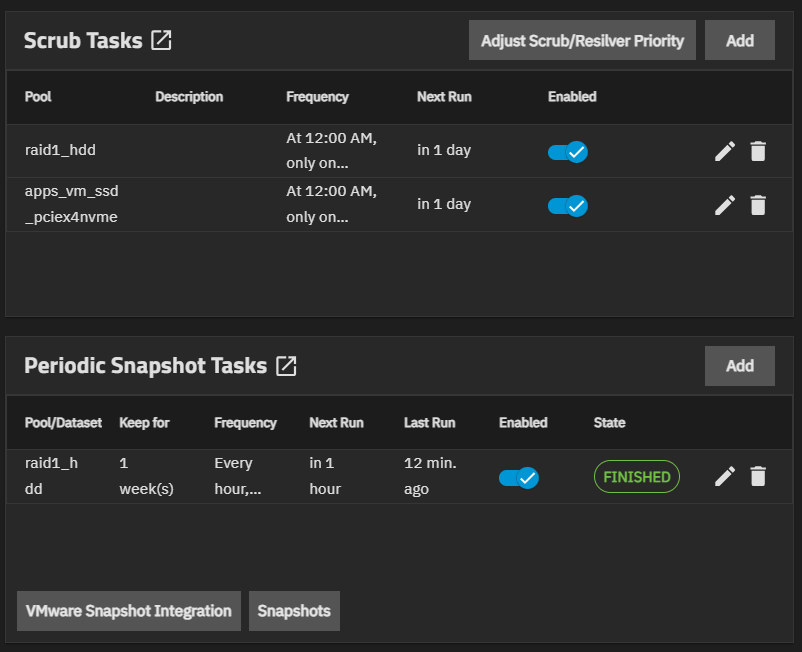 Scrub Tasks
Adjust Scrub/Resilver Priority
Add
Pool
Description
Frequency
Next Run
Enabled
raid1_hdd
At 12:00 AM,
only on...
in 1 day
apps_vm_ssd
_pciex4nvme
At 12:00 AM,
only on...
in 1 day
Periodic Snapshot Tasks
Add
Pool/Dataset
Keep for
Frequency
Next Run
Last Run
Enabled
State
raid1_h
dd
1
week(s)
Every
hour,...
in 1
hour
12 min.
ago
FINISHED
VMware Snapshot Integration
Snapshots